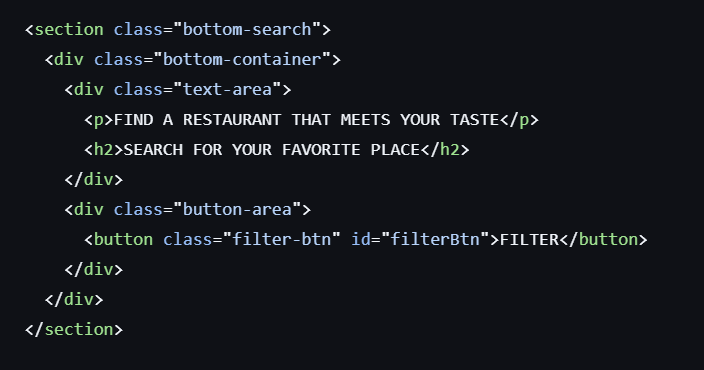 <section class="bottom-search">
  <div class="bottom-container">
    <div class="text-area">
      <p>FIND A RESTAURANT THAT MEETS YOUR TASTE</p>
      <h2>SEARCH FOR YOUR FAVORITE PLACE</h2>
    </div>
    <div class="button-area">
      <button class="filter-btn" id="filterBtn">FILTER</button>
    </div>
  </div>
</section>